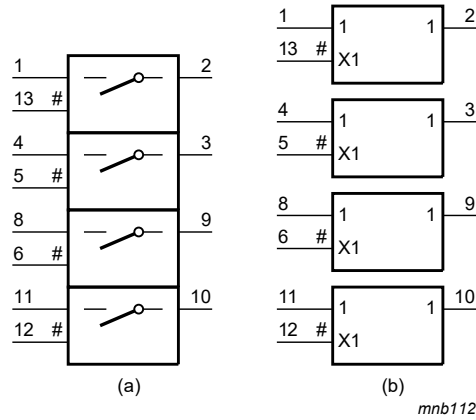 1 2
13 #
4 3
5 #
8 9
6 #
11 10
12 #
(a)
1 1 1 2
13 # X1
4 1 1 3
5 # X1
8 1 1 9
6 # X1
11 1 1 10
12 # X1
(b)
mnb112